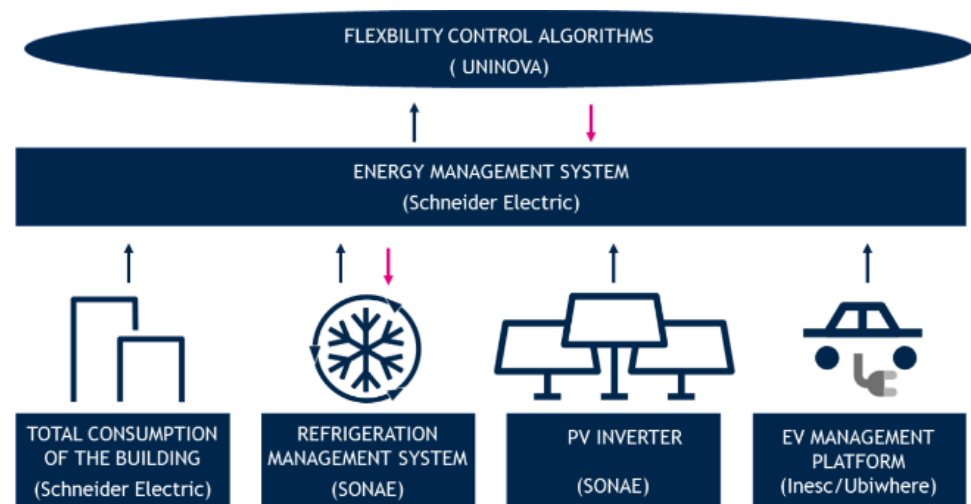 FLEXBILITY CONTROL ALGORITHMS
( UNINOVA)
ENERGY MANAGEMENT SYSTEM
(Schneider Electric)
TOTAL CONSUMPTION
OF THE BUILDING
(Schneider Electric)
REFRIGERATION
MANAGEMENT SYSTEM
(SONAE)
PV INVERTER
(SONAE)
EV MANAGEMENT
PLATFORM
(Inesc/Ubiwhere)